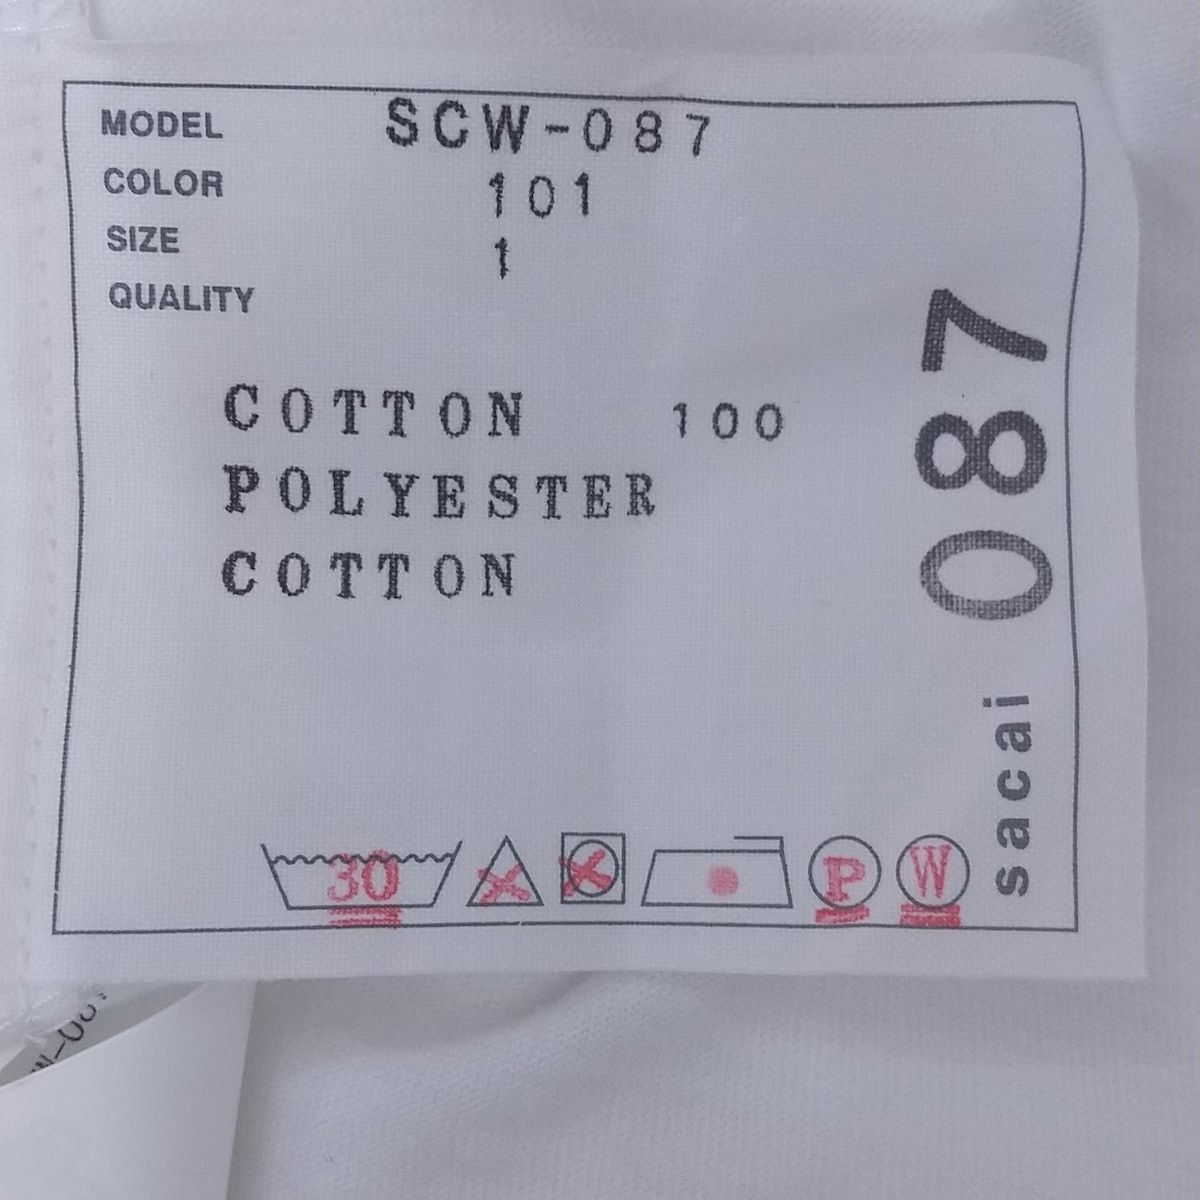 MODEL SCW-087
COLOR 101
SIZE 1
QUALITY
COTTON 100
POLYESTER
COTTON
30
P
W
sacai 087